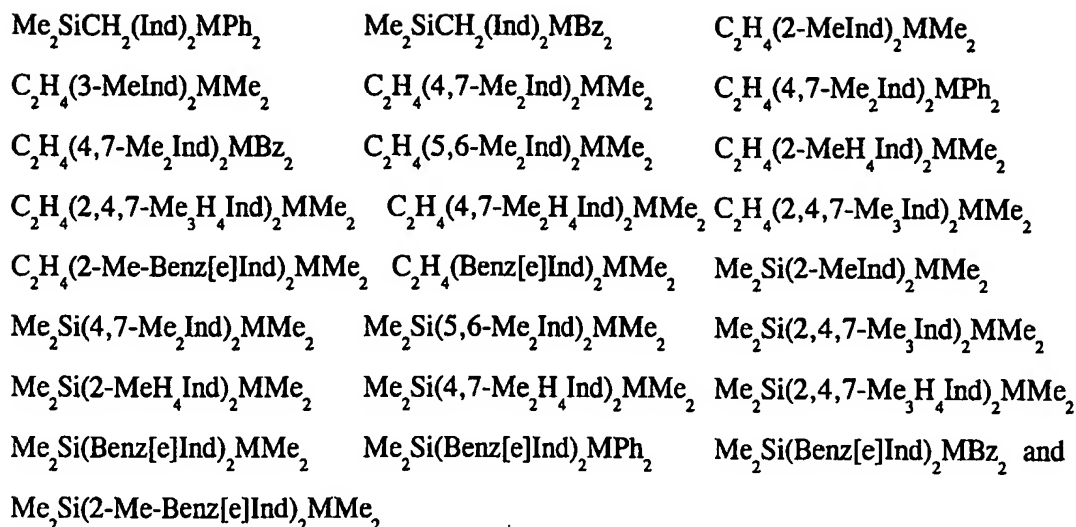 Me₂SiCH₂(Ind)₂MPh₂ Me₂SiCH₂(Ind)₂MBz₂ C₂H₄(2-MeInd)₂MMe₂
C₂H₄(3-MeInd)₂MMe₂ C₂H₄(4,7-Me₂Ind)₂MMe₂ C₂H₄(4,7-Me₂Ind)₂MPh₂
C₂H₄(4,7-Me₂Ind)₂MBz₂ C₂H₄(5,6-Me₂Ind)₂MMe₂ C₂H₄(2-MeH₄Ind)₂MMe₂
C₂H₄(2,4,7-Me₃H₄Ind)₂MMe₂ C₂H₄(4,7-Me₂H₄Ind)₂MMe₂ C₂H₄(2,4,7-Me₃Ind)₂MMe₂
C₂H₄(2-Me-Benz[e]Ind)₂MMe₂ C₂H₄(Benz[e]Ind)₂MMe₂ Me₂Si(2-MeInd)₂MMe₂
Me₂Si(4,7-Me₂Ind)₂MMe₂ Me₂Si(5,6-Me₂Ind)₂MMe₂ Me₂Si(2,4,7-Me₃Ind)₂MMe₂
Me₂Si(2-MeH₄Ind)₂MMe₂ Me₂Si(4,7-Me₂H₄Ind)₂MMe₂ Me₂Si(2,4,7-Me₃H₄Ind)₂MMe₂
Me₂Si(Benz[e]Ind)₂MMe₂ Me₂Si(Benz[e]Ind)₂MPh₂ Me₂Si(Benz[e]Ind)₂MBz₂ and
Me₂Si(2-Me-Benz[e]Ind)₂MMe₂